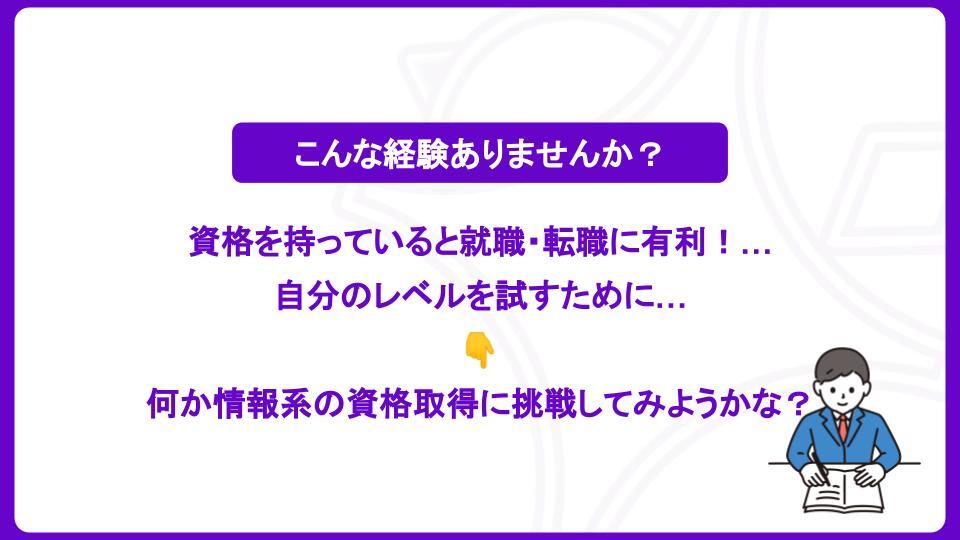 こんな経験ありませんか？
資格を持っていると就職・転職に有利！...
自分のレベルを試すために...
👇
何か情報系の資格取得に挑戦してみようかな？